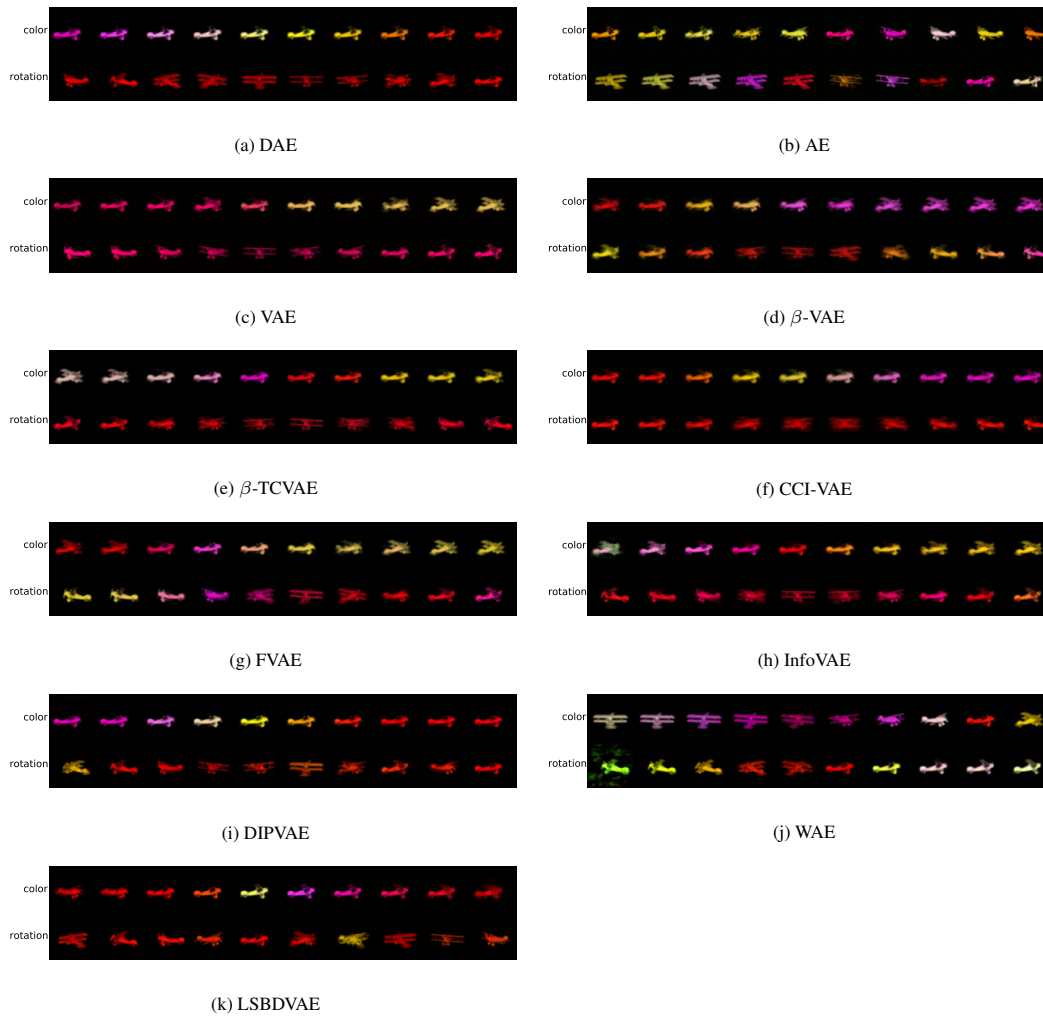 color
rotation
(a) DAE
color
rotation
(b) AE
color
rotation
(c) VAE
color
rotation
(d) β-VAE
color
rotation
(e) β-TCVAE
color
rotation
(f) CCI-VAE
color
rotation
(g) FVAE
color
rotation
(h) InfoVAE
color
rotation
(i) DIPVAE
color
rotation
(j) WAE
color
rotation
(k) LSBDVAE